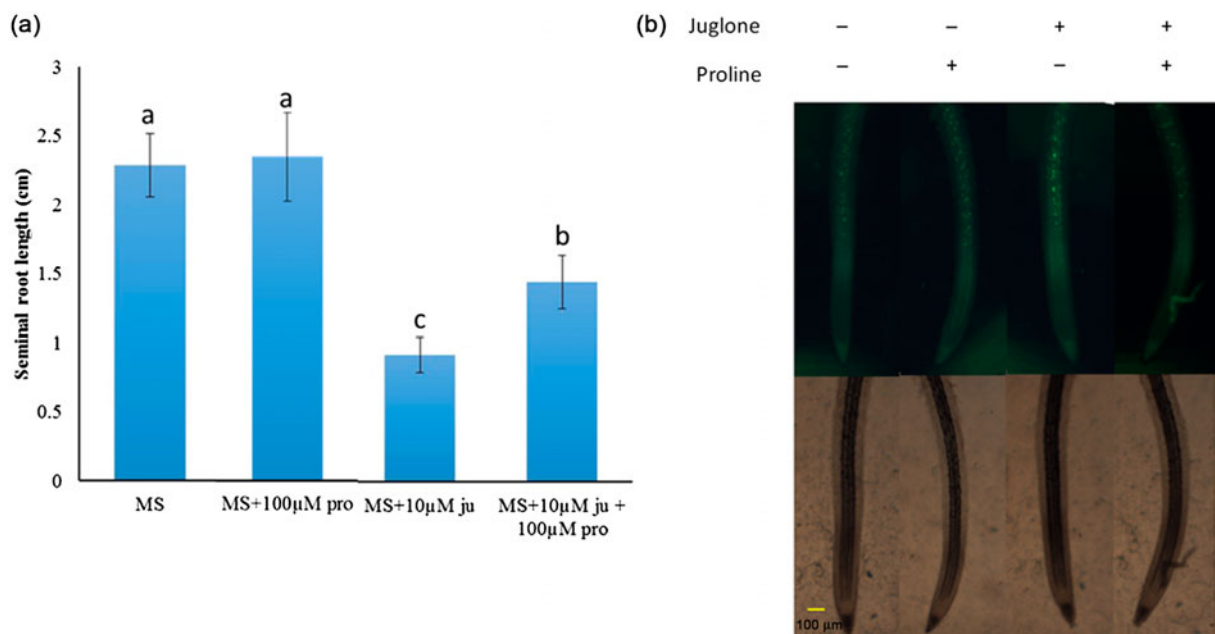 (a)
Seminal root length (cm)
3
2.5
2
1.5
1
0.5
0
a
a
c
b
MS
MS+100µM pro
MS+10µM ju
MS+10µM ju +
100µM pro
(b)
Juglone – – + +
Proline – + – +
100 µm